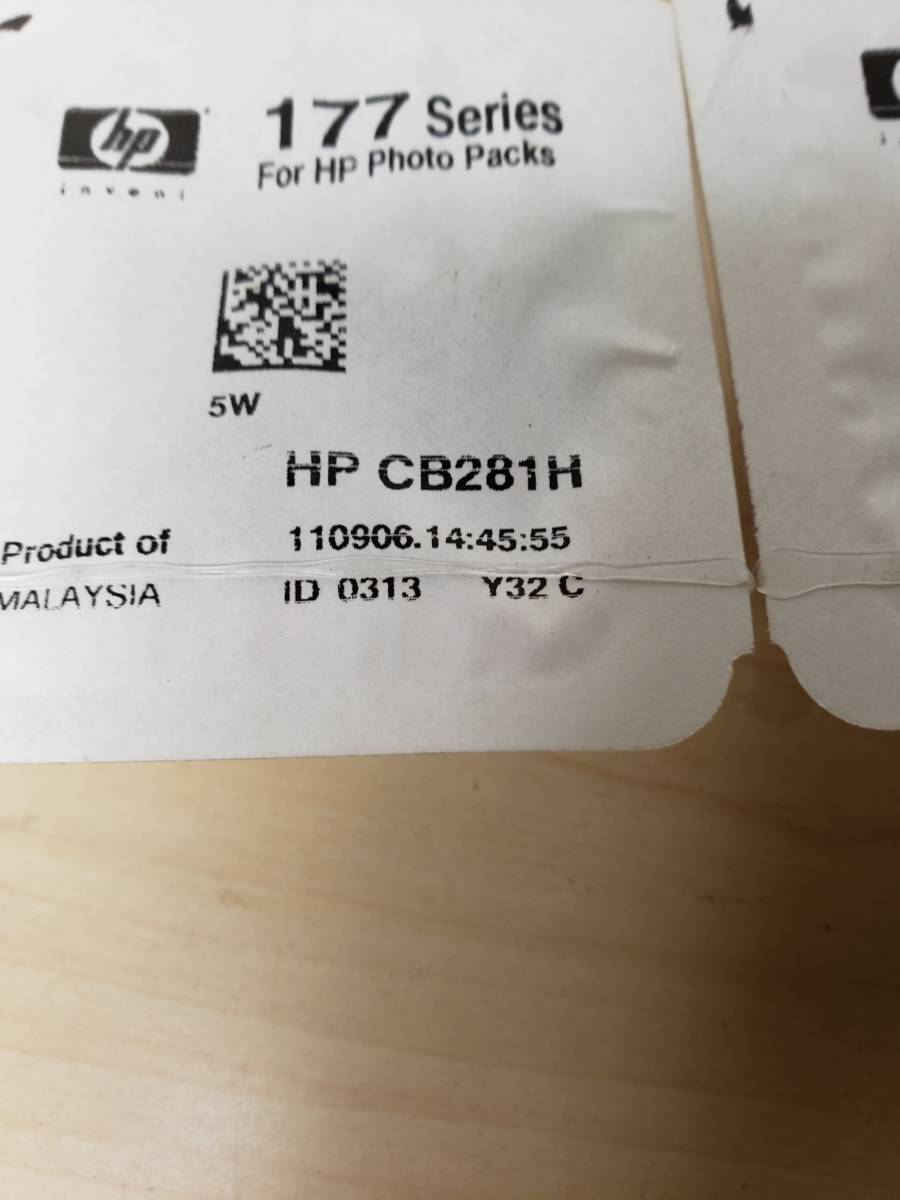 hp
177 Series
For HP Photo Packs
inveni
5W
HP CB281H
Product of 110906.14:45:55
MALAYSIA ID 0313 Y32 C